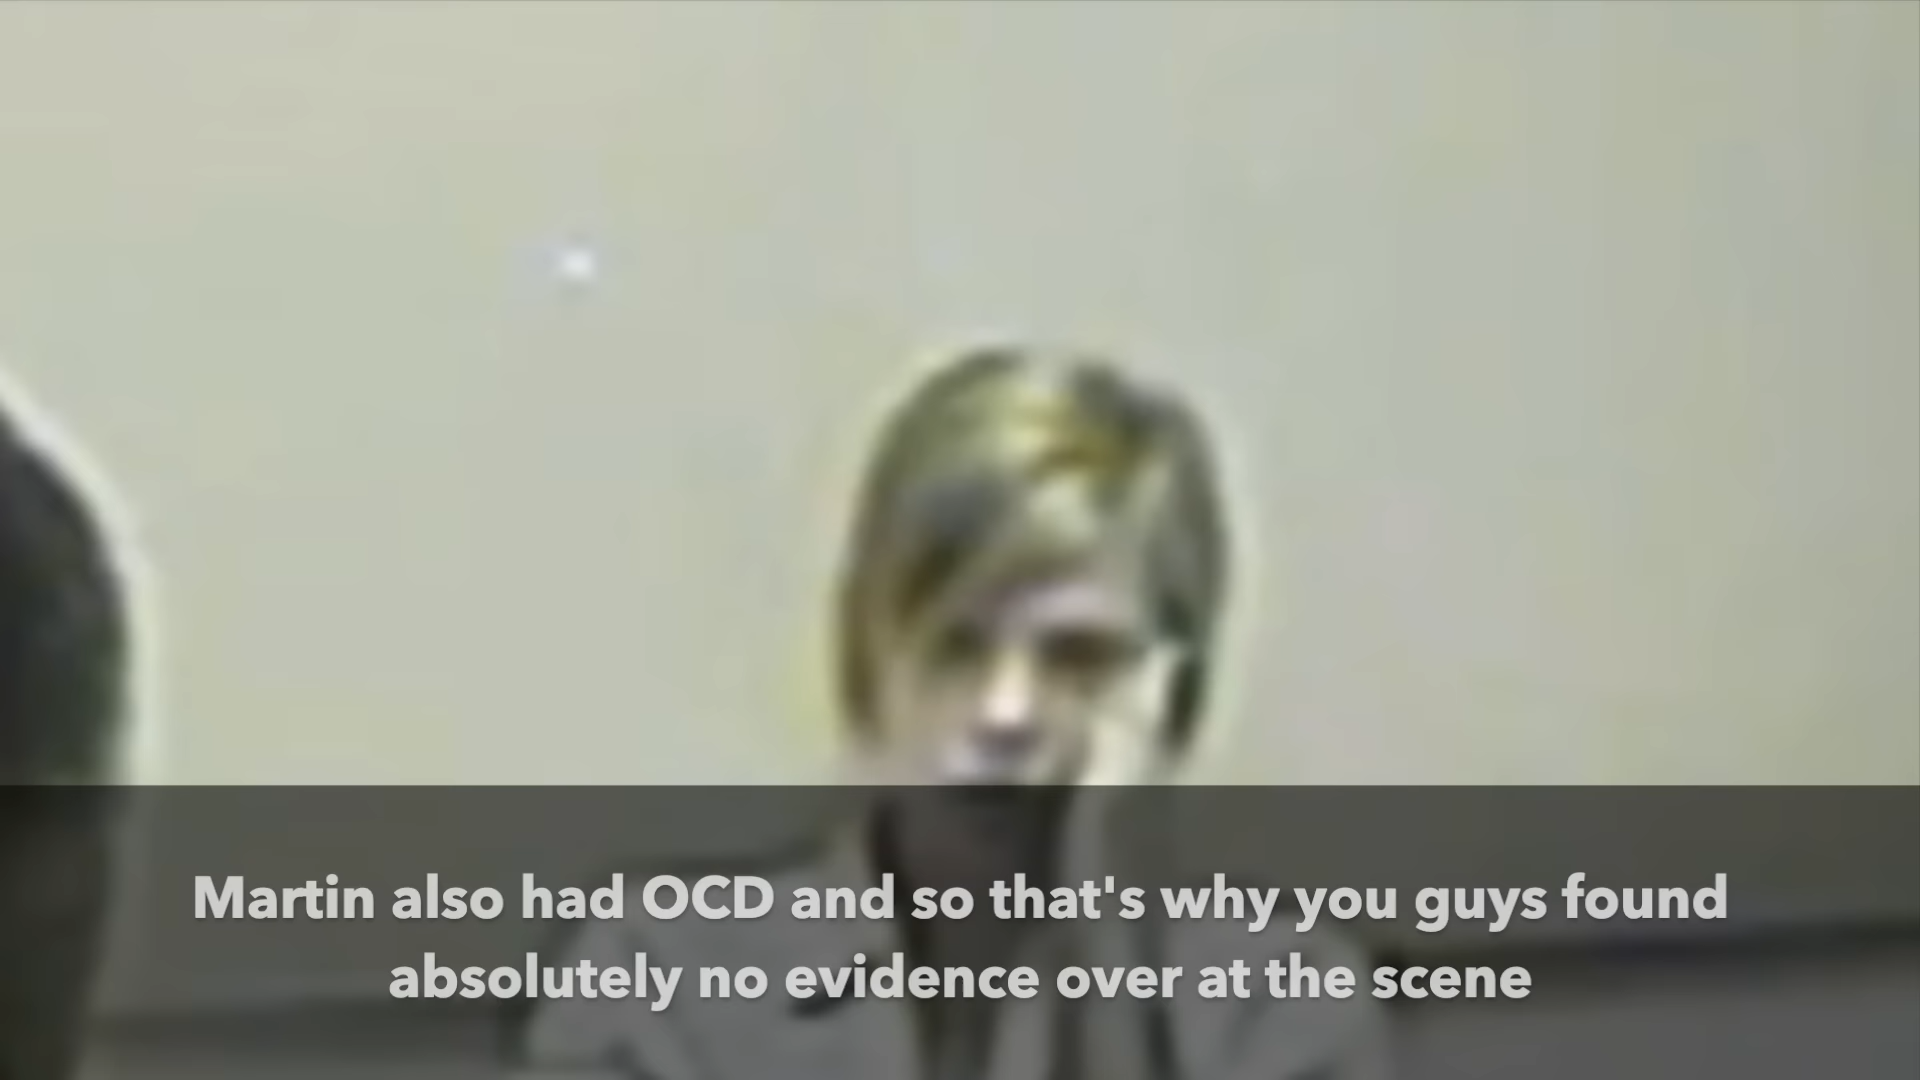 Martin also had OCD and so that's why you guys found
absolutely no evidence over at the scene